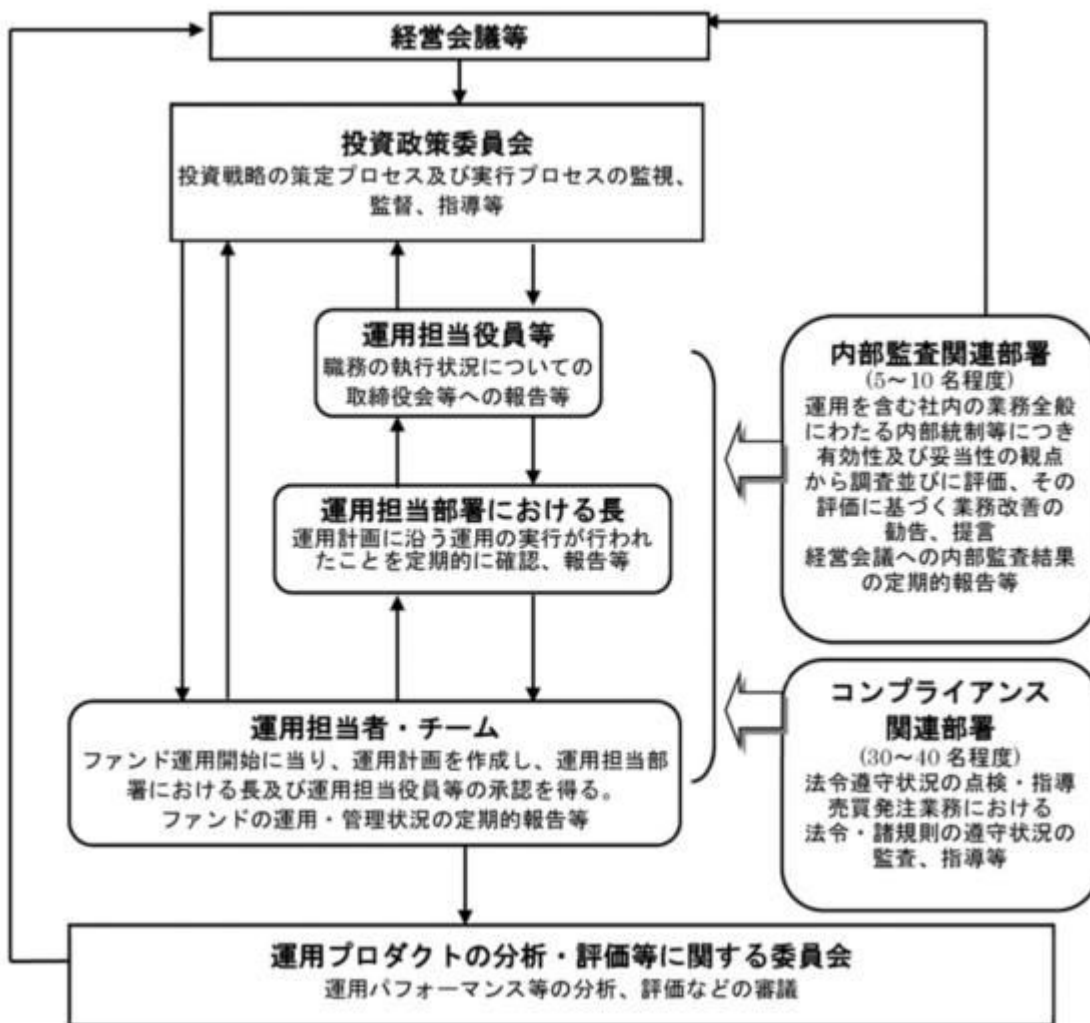 経営会議等
投資政策委員会
投資戦略の策定プロセス及び実行プロセスの監視、
監督、指導等
運用担当役員等
職務の執行状況についての
取締役会等への報告等
運用担当部署における長
運用計画に沿う運用の実行が行われ
たことを定期的に確認、報告等
運用担当者・チーム
ファンド運用開始に当り、運用計画を作成し、運用担当部
署における長及び運用担当役員等の承認を得る。
ファンドの運用・管理状況の定期的報告等
内部監査関連部署
(5～10 名程度)
運用を含む社内の業務全般
にわたる内部統制等につき
有効性及び妥当性の観点
から調査並びに評価、その
評価に基づく業務改善の
勧告、提言
経営会議への内部監査結果
の定期的報告等
コンプライアンス
関連部署
(30～40 名程度)
法令遵守状況の点検・指導
売買発注業務における
法令・諸規則の遵守状況の
監査、指導等
運用プロダクトの分析・評価等に関する委員会
運用パフォーマンス等の分析、評価などの審議